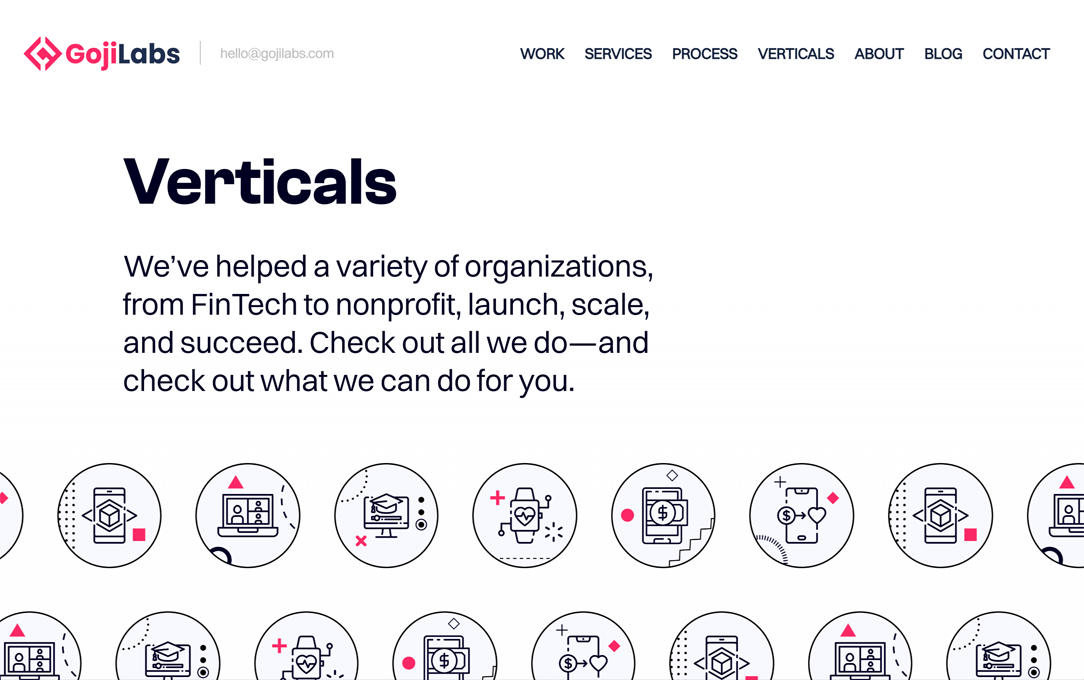 GojiLabs
hello@gojilabs.com
WORK SERVICES PROCESS VERTICALS ABOUT BLOG CONTACT
Verticals
We’ve helped a variety of organizations,
from FinTech to nonprofit, launch, scale,
and succeed. Check out all we do—and
check out what we can do for you.